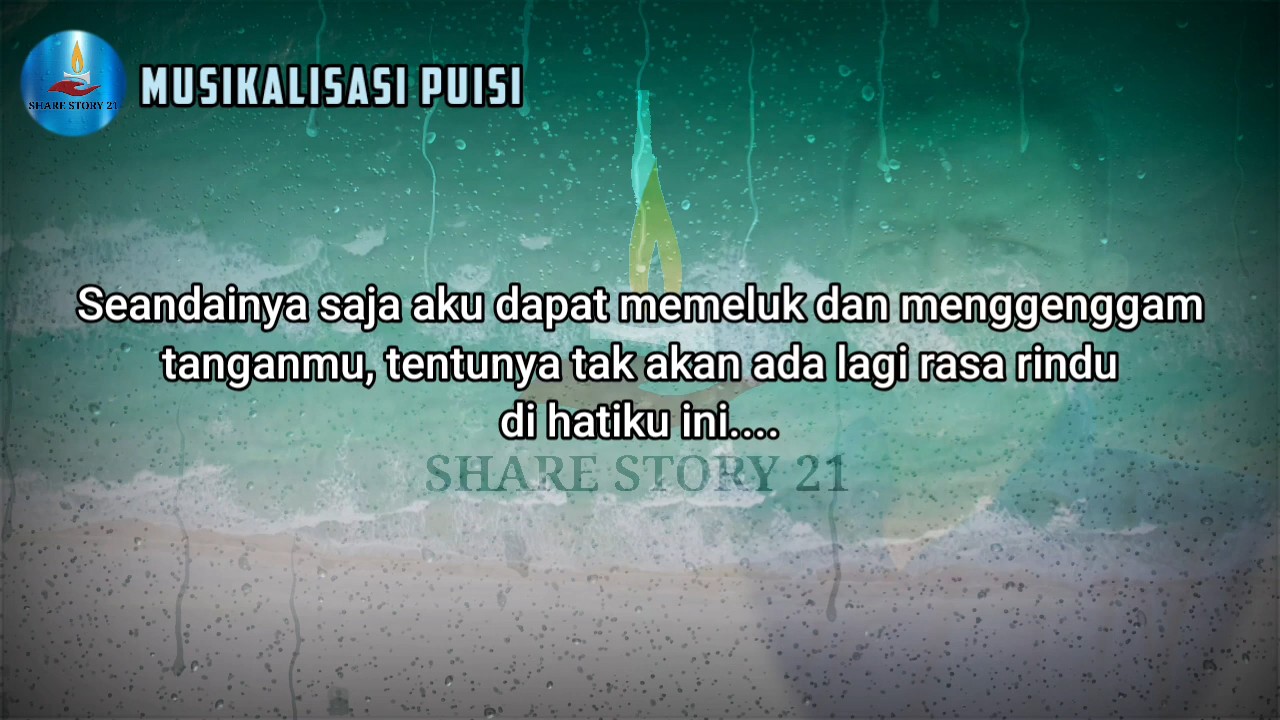 SHARE STORY 21
MUSIKALISASI PUISI
Seandainya saja aku dapat memeluk dan menggenggam
tanganmu, tentunya tak akan ada lagi rasa rindu
di hatiku ini....
SHARE STORY 21